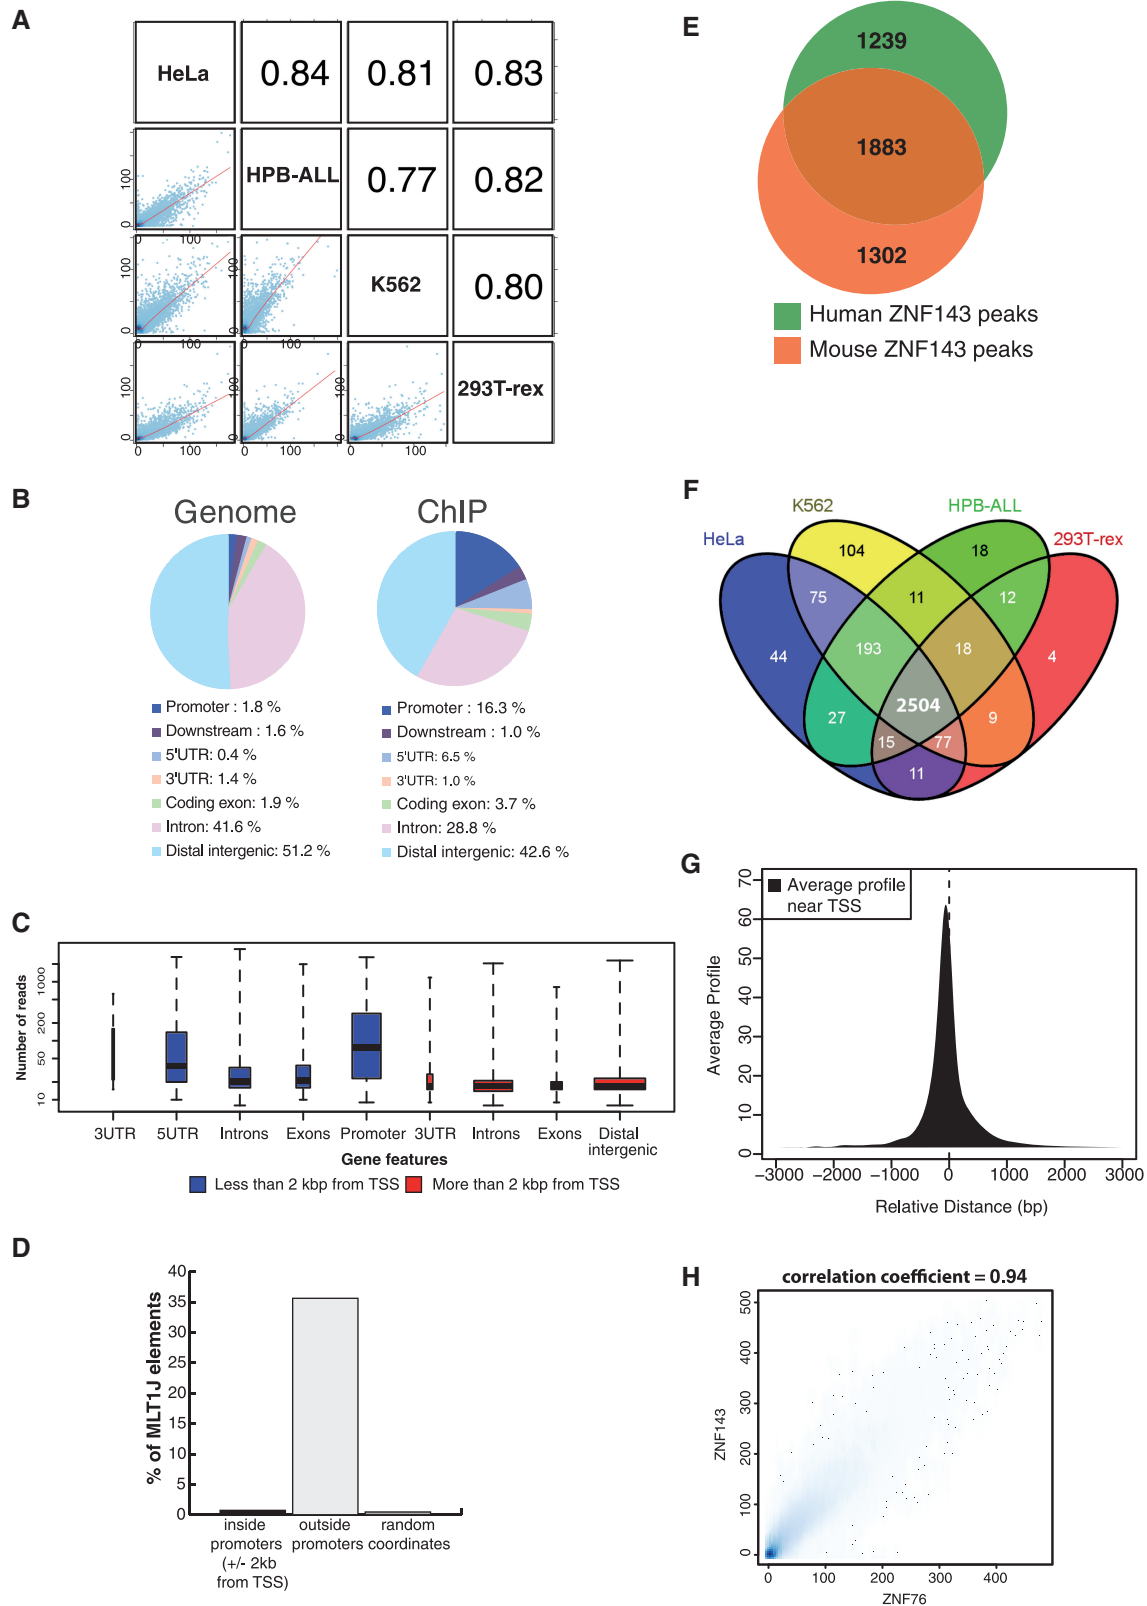 A
HeLa
0.84
0.81
0.83
HPB-ALL
0.77
0.82
K562
0.80
293T-rex
0
100
0
100
0
100
0
100
0
100
0
100
0
100
0
100
0
100
B
Genome
Promoter : 1.8 %
Downstream : 1.6 %
5'UTR: 0.4 %
3'UTR: 1.4 %
Coding exon: 1.9 %
Intron: 41.6 %
Distal intergenic: 51.2 %
ChIP
Promoter : 16.3 %
Downstream : 1.0 %
5'UTR: 6.5 %
3'UTR: 1.0 %
Coding exon: 3.7 %
Intron: 28.8 %
Distal intergenic: 42.6 %
C
Number of reads
10
50
200
1000
3UTR
5UTR
Introns
Exons
Promoter
3UTR
Introns
Exons
Distal
intergenic
Gene features
Less than 2 kbp from TSS
More than 2 kbp from TSS
D
% of MLT1J elements
40
35
30
25
35
15
10
5
0
inside
promoters
(+/- 2kb
from TSS)
outside
promoters
random
coordinates
E
1239
1883
1302
Human ZNF143 peaks
Mouse ZNF143 peaks
F
HeLa
K562
HPB-ALL
293T-rex
104
18
75
11
12
44
193
18
4
2504
27
9
15
77
11
G
Average profile
near TSS
Average Profile
0
10
20
30
40
50
60
70
-3000
-2000
-1000
0
1000
2000
3000
Relative Distance (bp)
H
correlation coefficient = 0.94
ZNF143
0
100
200
300
400
500
0
100
200
300
400
ZNF76